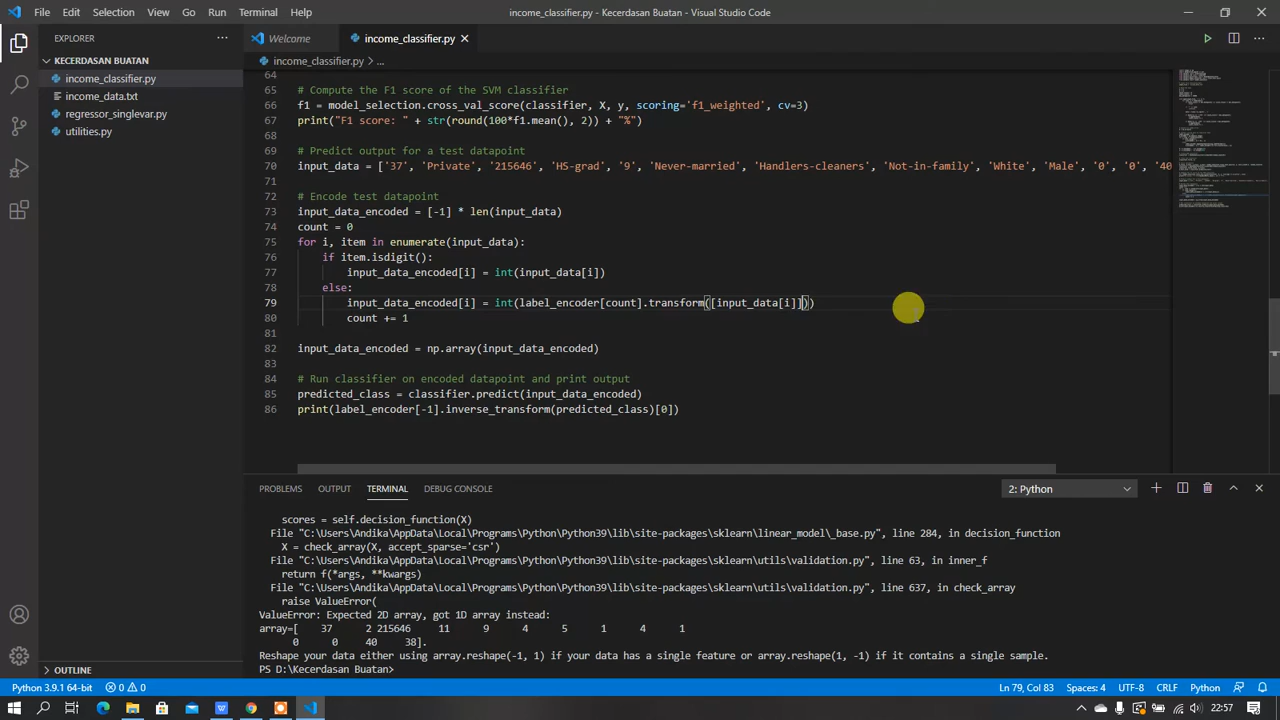 File Edit Selection View Go Run Terminal Help income_classifier.py - Kecerdasan Buatan - Visual Studio Code
EXPLORER
Welcome
income_classifier.py
KECERDASAN BUATAN
income_classifier.py
income_data.txt
regressor_singlevar.py
utilities.py
OUTLINE
income_classifier.py > ...
64
65 # Compute the F1 score of the SVM classifier
66 f1 = model_selection.cross_val_score(classifier, X, y, scoring='f1_weighted', cv=3)
67 print("F1 score: " + str(round(100*f1.mean(), 2)) + "%")
68
69 # Predict output for a test datapoint
70 input_data = ['37', 'Private', '215646', 'HS-grad', '9', 'Never-married', 'Handlers-cleaners', 'Not-in-family', 'White', 'Male', '0', '0', '40
71
72 # Encode test datapoint
73 input_data_encoded = [-1] * len(input_data)
74 count = 0
75 for i, item in enumerate(input_data):
76 if item.isdigit():
77 input_data_encoded[i] = int(input_data[i])
78 else:
79 input_data_encoded[i] = int(label_encoder[count].transform([input_data[i]]))
80 count += 1
81
82 input_data_encoded = np.array(input_data_encoded)
83
84 # Run classifier on encoded datapoint and print output
85 predicted_class = classifier.predict(input_data_encoded)
86 print(label_encoder[-1].inverse_transform(predicted_class)[0])
PROBLEMS OUTPUT TERMINAL DEBUG CONSOLE 2: Python
scores = self.decision_function(X)
File "C:\Users\Andika\AppData\Local\Programs\Python\Python39\lib\site-packages\sklearn\linear_model\_base.py", line 284, in decision_function
X = check_array(X, accept_sparse='csr')
File "C:\Users\Andika\AppData\Local\Programs\Python\Python39\lib\site-packages\sklearn\utils\validation.py", line 63, in inner_f
return f(*args, **kwargs)
File "C:\Users\Andika\AppData\Local\Programs\Python\Python39\lib\site-packages\sklearn\utils\validation.py", line 637, in check_array
raise ValueError(
ValueError: Expected 2D array, got 1D array instead:
array=[ 37 2 215646 11 9 4 5 1 4 1
0 0 40 38].
Reshape your data either using array.reshape(-1, 1) if your data has a single feature or array.reshape(1, -1) if it contains a single sample.
PS D:\Kecerdasan Buatan>
Python 3.9.1 64-bit 0 0 Ln 79, Col 83 Spaces: 4 UTF-8 CRLF Python
22:57